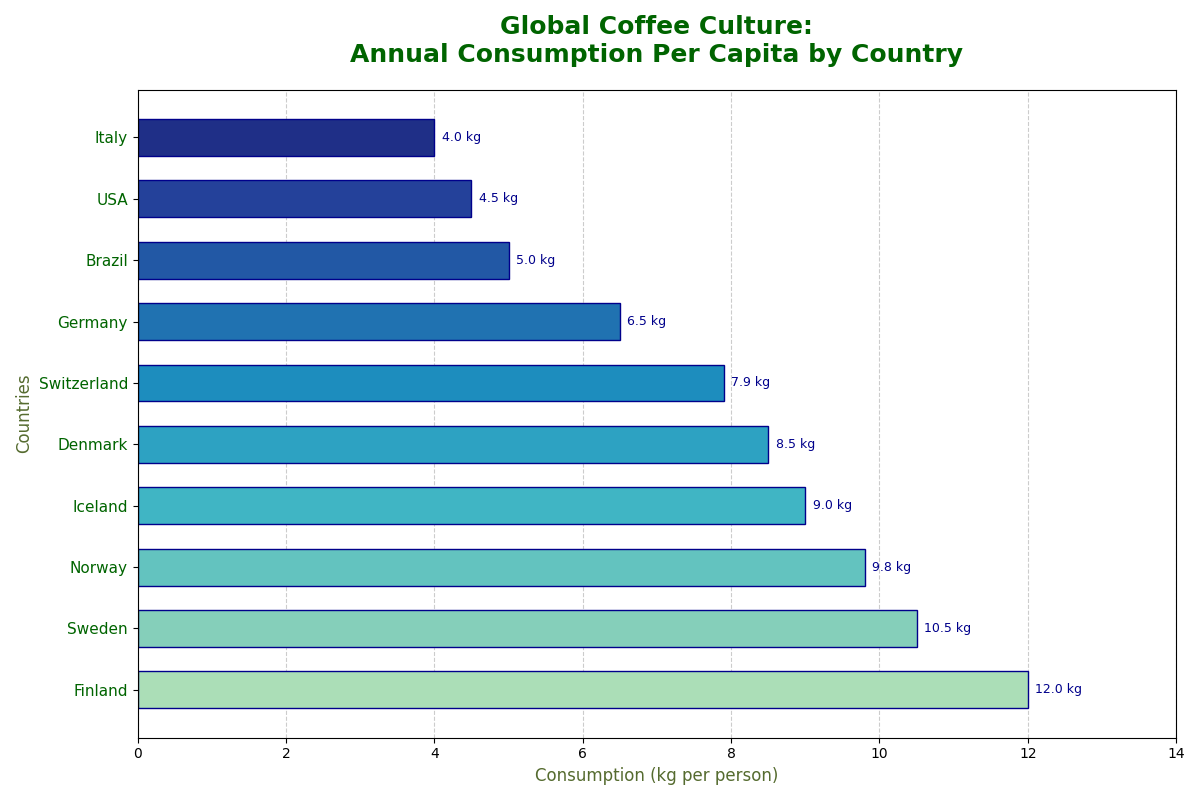 Global Coffee Culture:
Annual Consumption Per Capita by Country
Countries
Italy
4.0 kg
USA
4.5 kg
Brazil
5.0 kg
Germany
6.5 kg
Switzerland
7.9 kg
Denmark
8.5 kg
Iceland
9.0 kg
Norway
9.8 kg
Sweden
10.5 kg
Finland
12.0 kg
0 2 4 6 8 10 12 14
Consumption (kg per person)